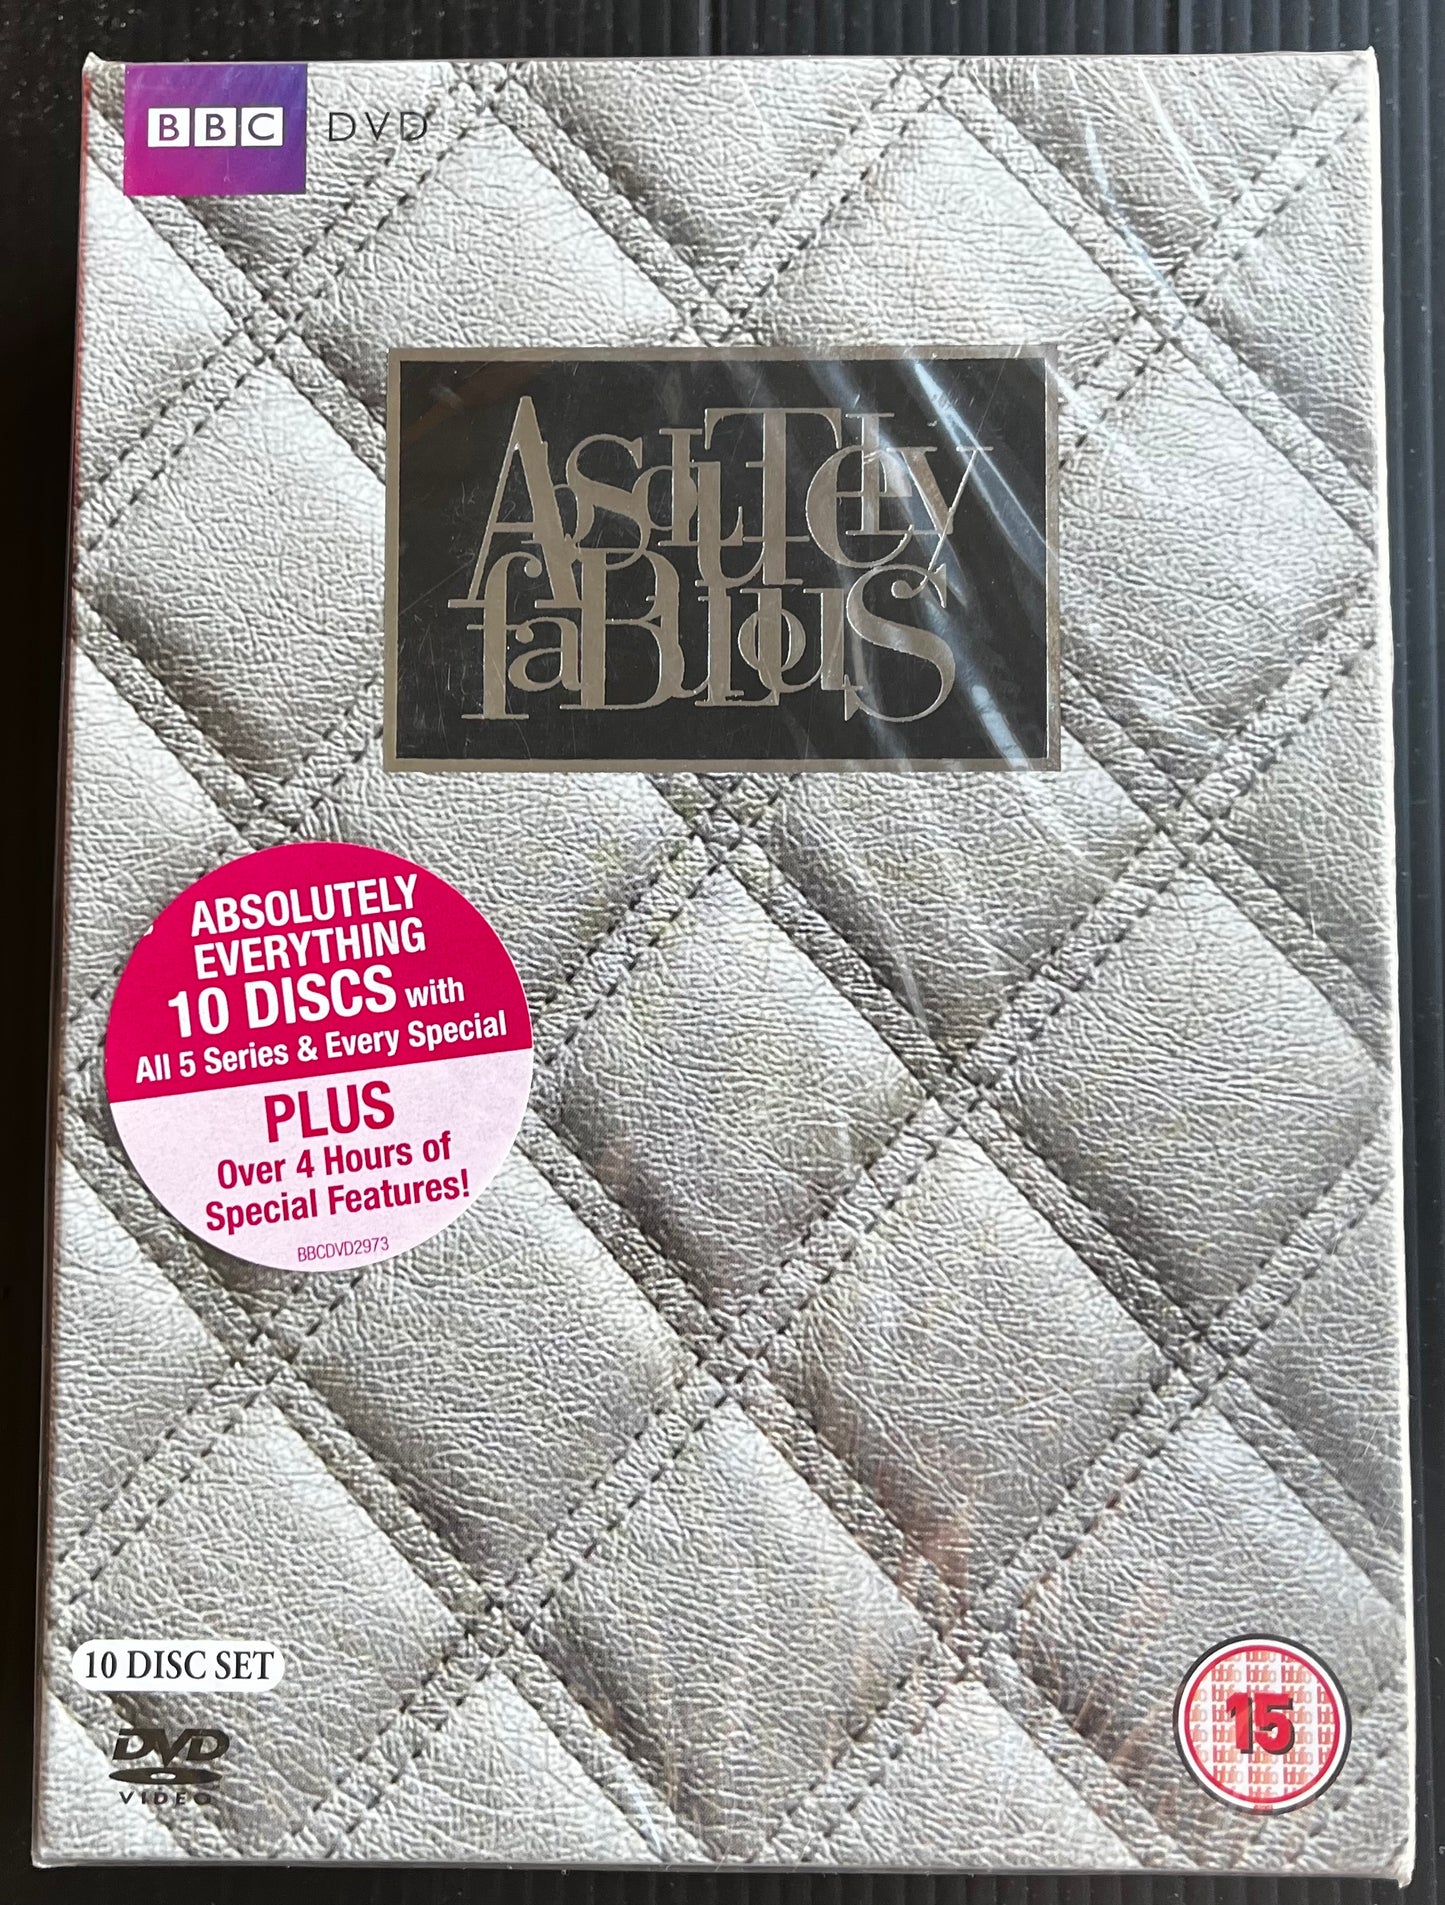 BBC DVD
AbsoLUTely
faBuLouS
ABSOLUTELY
EVERYTHING
10 DISCS with
All 5 Series & Every Special
PLUS
Over 4 Hours of
Special Features!
BBCDVD2973
10 DISC SET
DVD
VIDEO
15